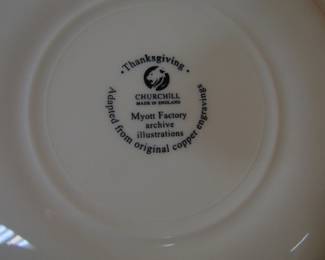 · Thanksgiving ·
CHURCHILL
MADE IN ENGLAND
Myott Factory
archive
illustrations
Adapted from original copper engravings